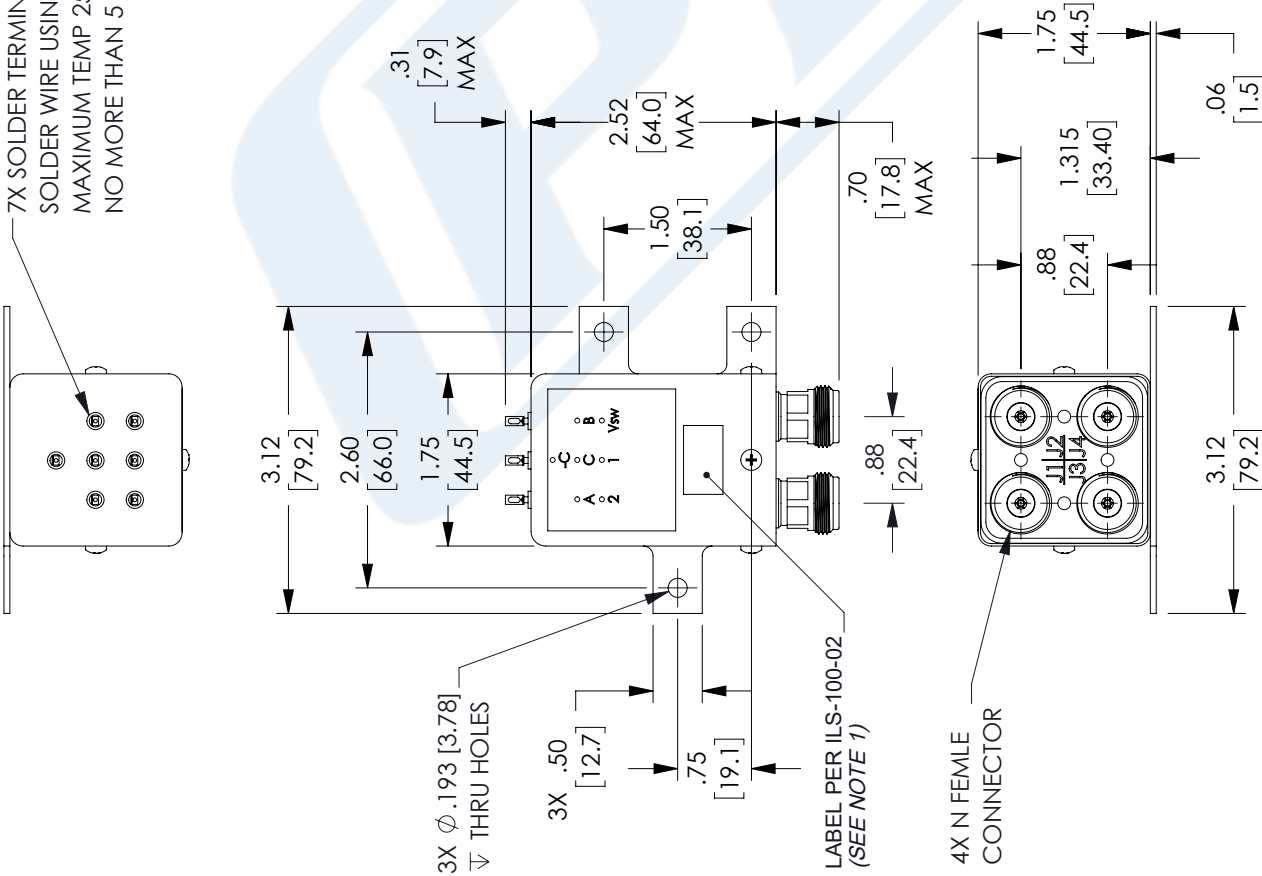 7X SOLDER TERMIN
SOLDER WIRE USIN
MAXIMUM TEMP 25
NO MORE THAN 5
3.12
[79.2]
2.60
[66.0]
1.75
[44.5]
.31
[7.9]
MAX
2.52
[64.0]
MAX
1.50
[38.1]
.70
[17.8]
MAX
-C
A C B
2 1 Vsw
.88
[22.4]
3X Ø .193 [3.78]
↧ THRU HOLES
3X .50
[12.7]
.75
[19.1]
LABEL PER ILS-100-02
(SEE NOTE 1)
4X N FEMLE
CONNECTOR
J1 J2
J3 J4
1.75
[44.5]
1.315
[33.40]
.88
[22.4]
.06
[1.5]
3.12
[79.2]